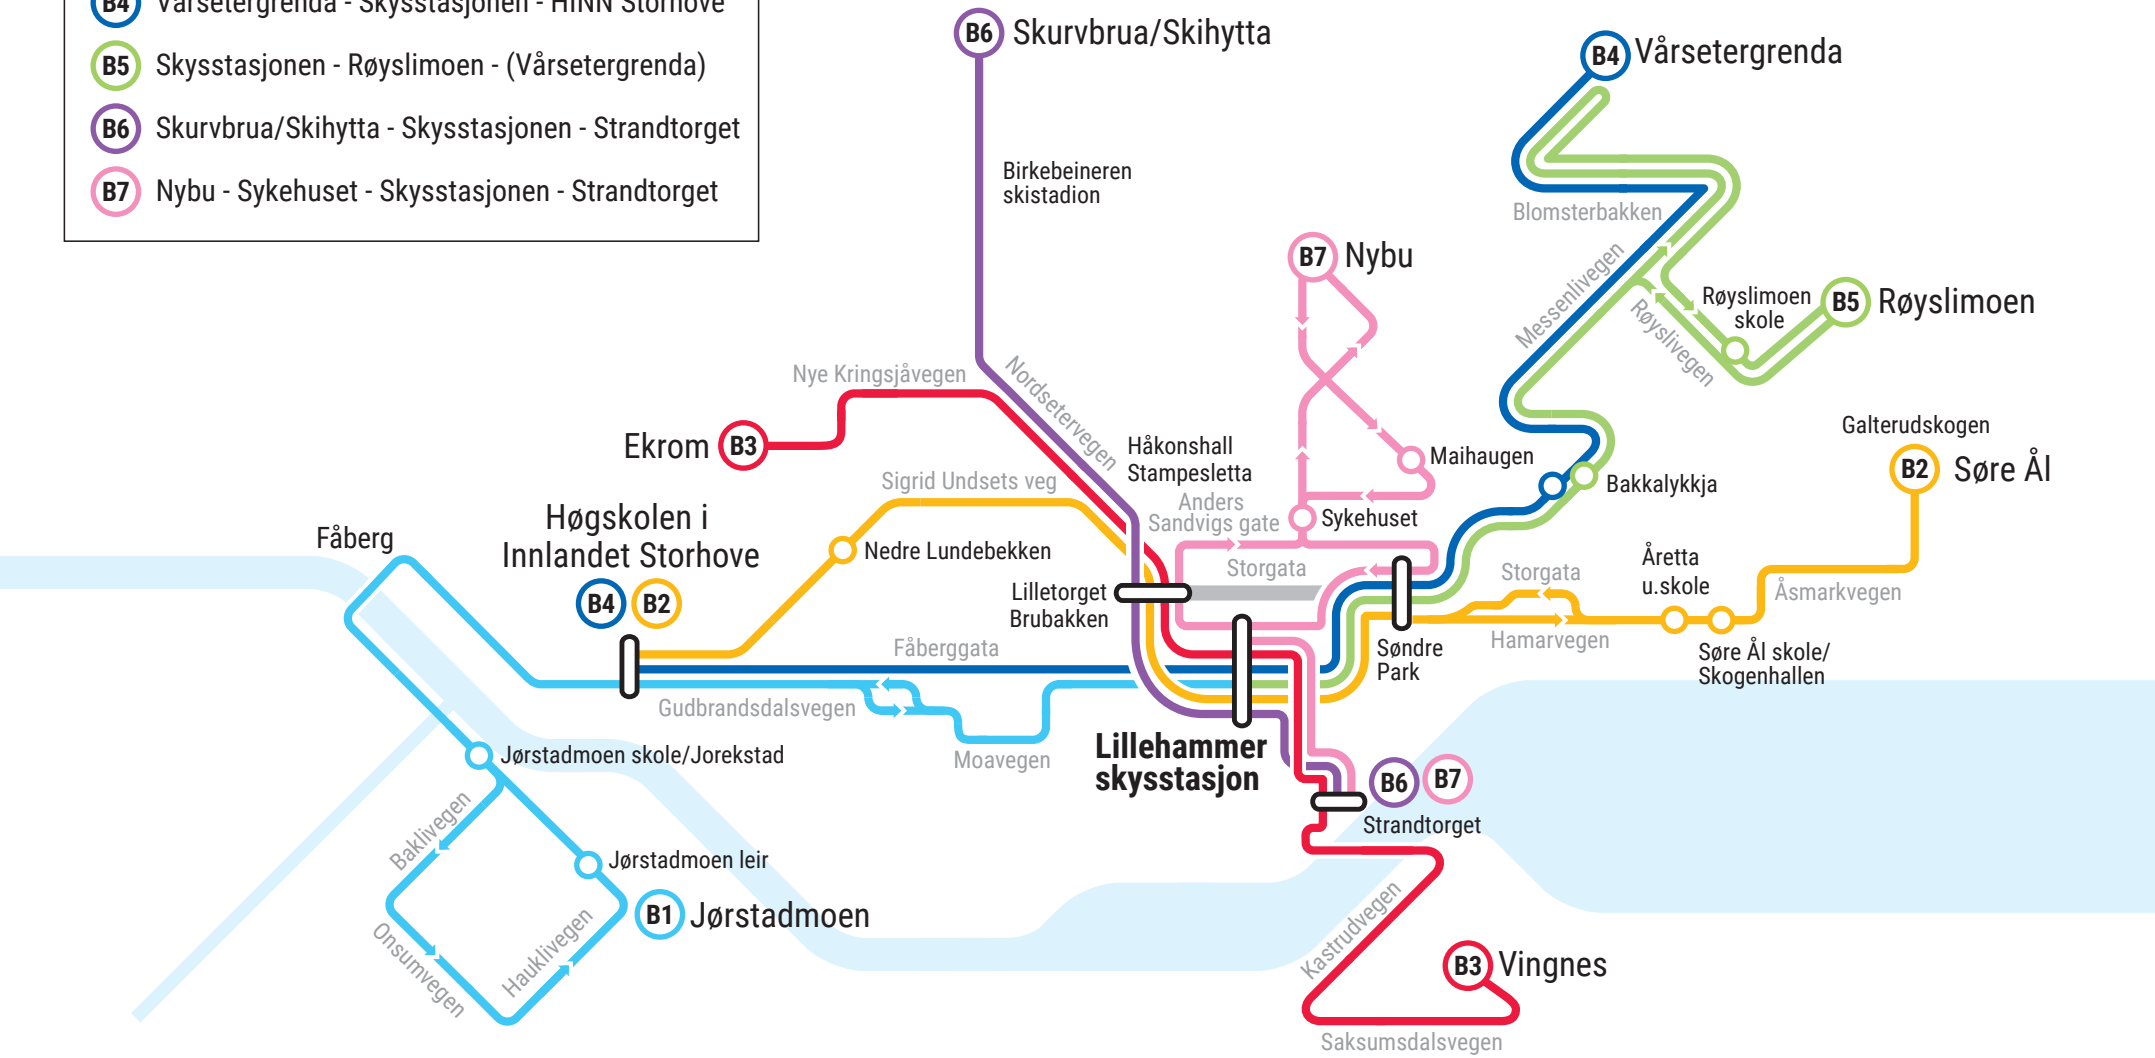 B4 Vårsetergrenda - Skysstasjonen - HINN Storhove
B5 Skysstasjonen - Røyslimoen - (Vårsetergrenda)
B6 Skurvbrua/Skihytta - Skysstasjonen - Strandtorget
B7 Nybu - Sykehuset - Skysstasjonen - Strandtorget
B6 Skurvbrua/Skihytta
B4 Vårsetergrenda
Birkebeineren
skistadion
Blomsterbakken
B7 Nybu
Messenlivegen
Røyslimoen
skole
B5 Røyslimoen
Røyslivegen
Nye Kringsjåvegen
Nordsetervegen
Ekrom B3
Håkonshall
Stampesletta
Maihaugen
Galterudskogen
B2 Søre Ål
Sigrid Undsets veg
Bakkalykkja
Anders
Sandvigs gate
Sykehuset
Høgskolen i
Innlandet Storhove
B4 B2
Fåberg
Nedre Lundebekken
Storgata
Lilletorget
Brubakken
Storgata
Åretta
u.skole
Åsmarkvegen
Hamarvegen
Søndre
Park
Søre Ål skole/
Skogenhallen
Fåberggata
Gudbrandsdalsvegen
Moavegen
Lillehammer
skysstasjon
Jørstadmoen skole/Jorekstad
B6 B7
Strandtorget
Baklivegen
Jørstadmoen leir
B1 Jørstadmoen
Onsumvegen
Hauklivegen
Kastrudvegen
B3 Vingnes
Saksumsdalsvegen